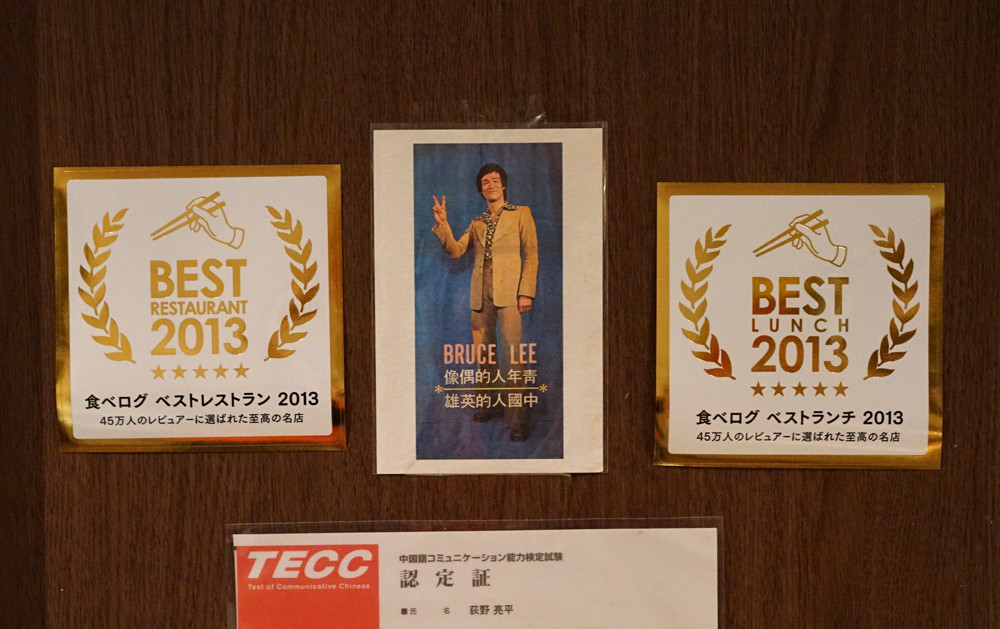 BEST
RESTAURANT
2013
食べログ ベストレストラン 2013
45万人のレビュアーに選ばれた至高の名店
BRUCE LEE
像偶的人年青
雄英的人國中
BEST
LUNCH
2013
食べログ ベストランチ 2013
45万人のレビュアーに選ばれた至高の名店
TECC
Test of Communicative Chinese
中国語コミュニケーション能力検定試験
認 定 証
■氏 名 荻野 亮平